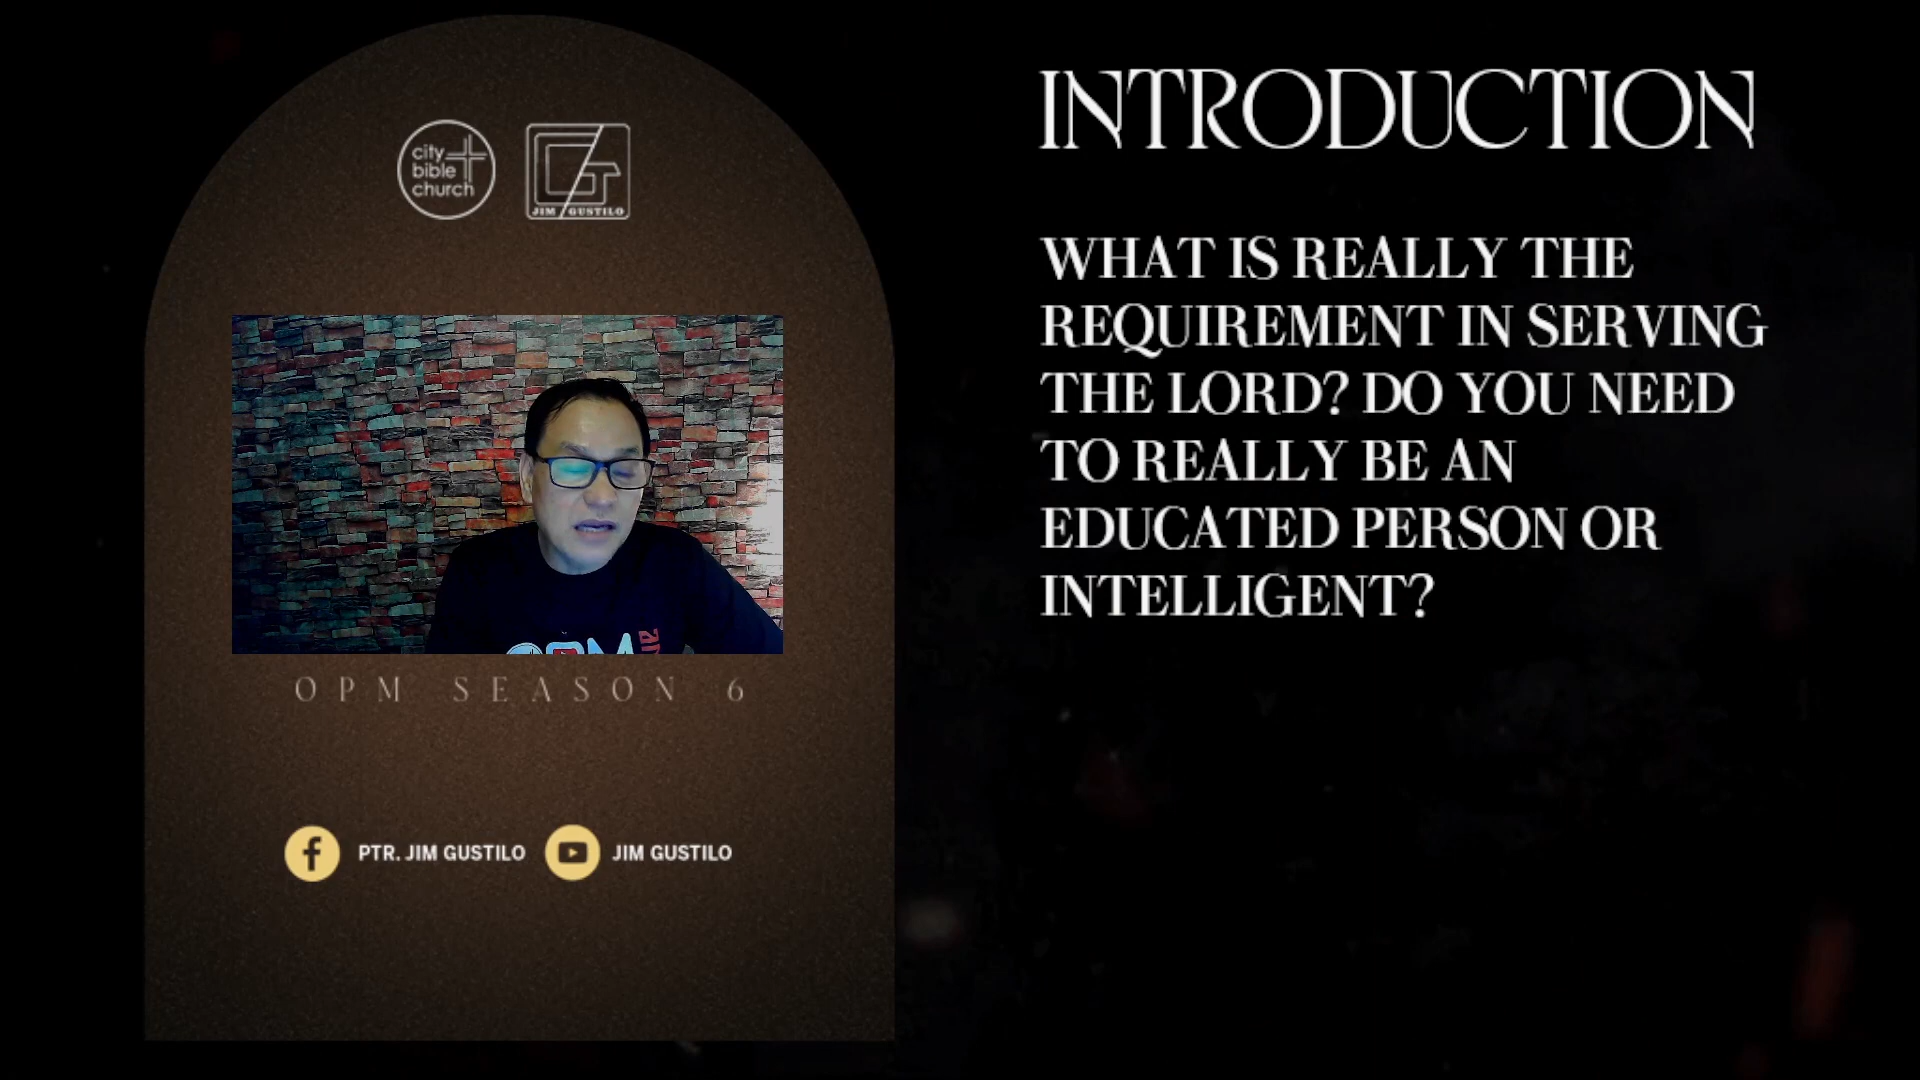 city
bible
church
JIM GUSTILO
OPM
OPM SEASON 6
PTR. JIM GUSTILO
JIM GUSTILO
INTRODUCTION
WHAT IS REALLY THE
REQUIREMENT IN SERVING
THE LORD? DO YOU NEED
TO REALLY BE AN
EDUCATED PERSON OR
INTELLIGENT?